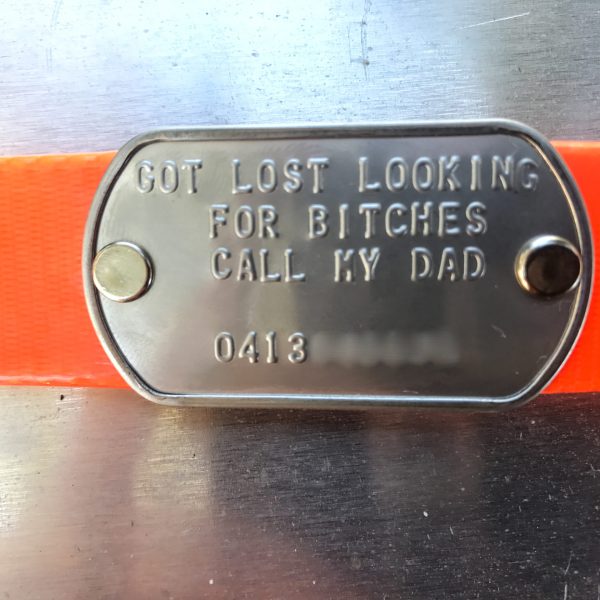 GOT LOST LOOKING
FOR BITCHES
CALL MY DAD
0413